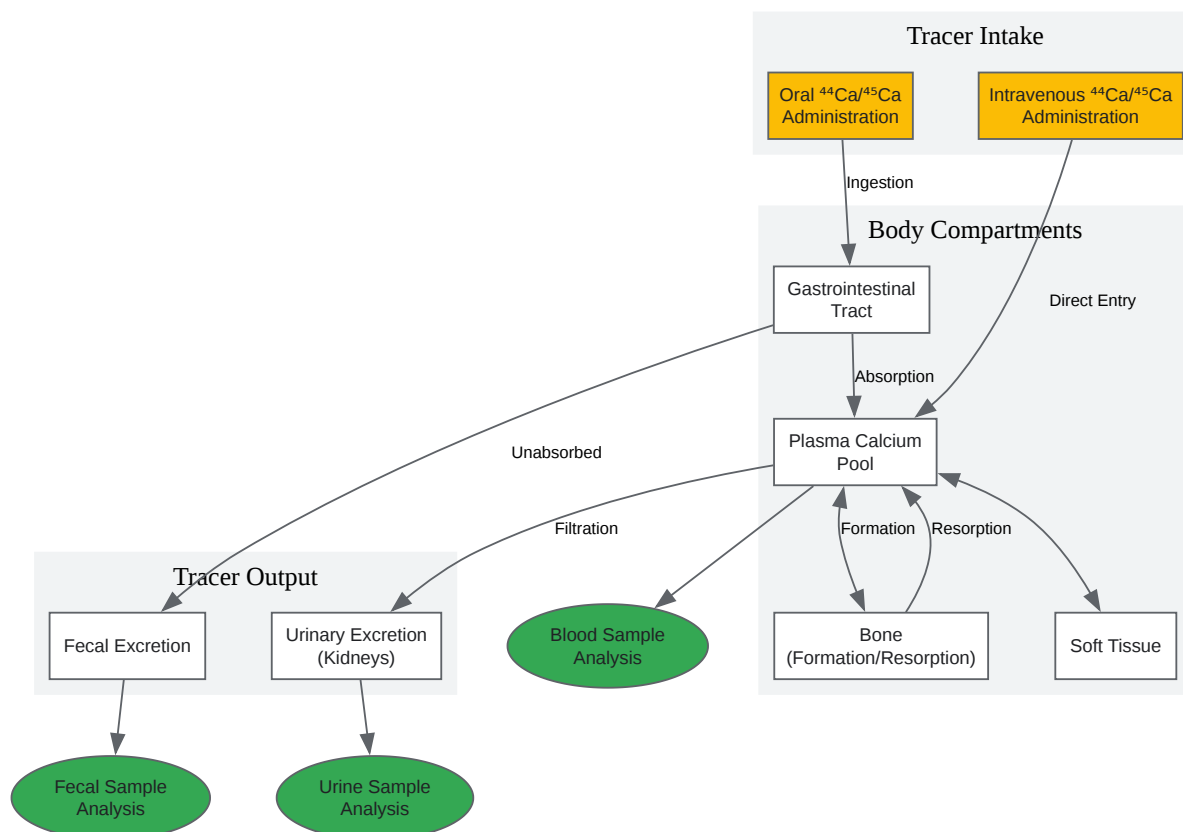 Tracer Intake
Oral ⁴⁴Ca/⁴⁵Ca
Administration
Intravenous ⁴⁴Ca/⁴⁵Ca
Administration
Ingestion
Body Compartments
Gastrointestinal
Tract
Direct Entry
Absorption
Plasma Calcium
Pool
Unabsorbed
Filtration
Formation
Resorption
Tracer Output
Fecal Excretion
Urinary Excretion
(Kidneys)
Blood Sample
Analysis
Bone
(Formation/Resorption)
Soft Tissue
Fecal Sample
Analysis
Urine Sample
Analysis